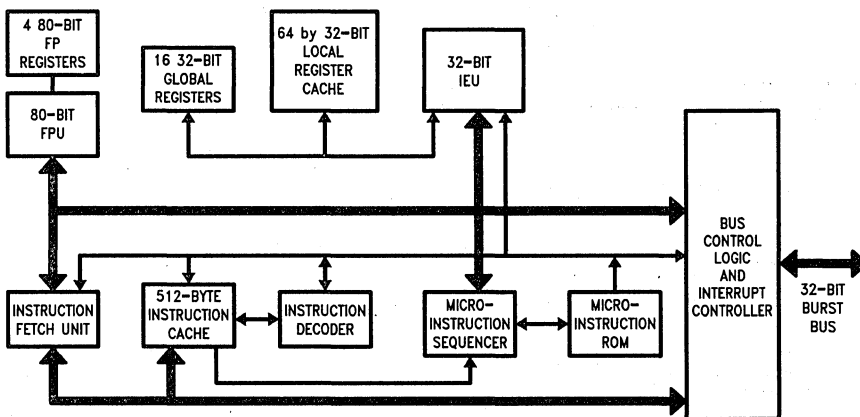 4 80-BIT
FP
REGISTERS
80-BIT
FPU
16 32-BIT
GLOBAL
REGISTERS
64 by 32-BIT
LOCAL
REGISTER
CACHE
32-BIT
IEU
BUS
CONTROL
LOGIC
AND
INTERRUPT
CONTROLLER
32-BIT
BURST
BUS
INSTRUCTION
FETCH UNIT
512-BYTE
INSTRUCTION
CACHE
INSTRUCTION
DECODER
MICRO-
INSTRUCTION
SEQUENCER
MICRO-
INSTRUCTION
ROM